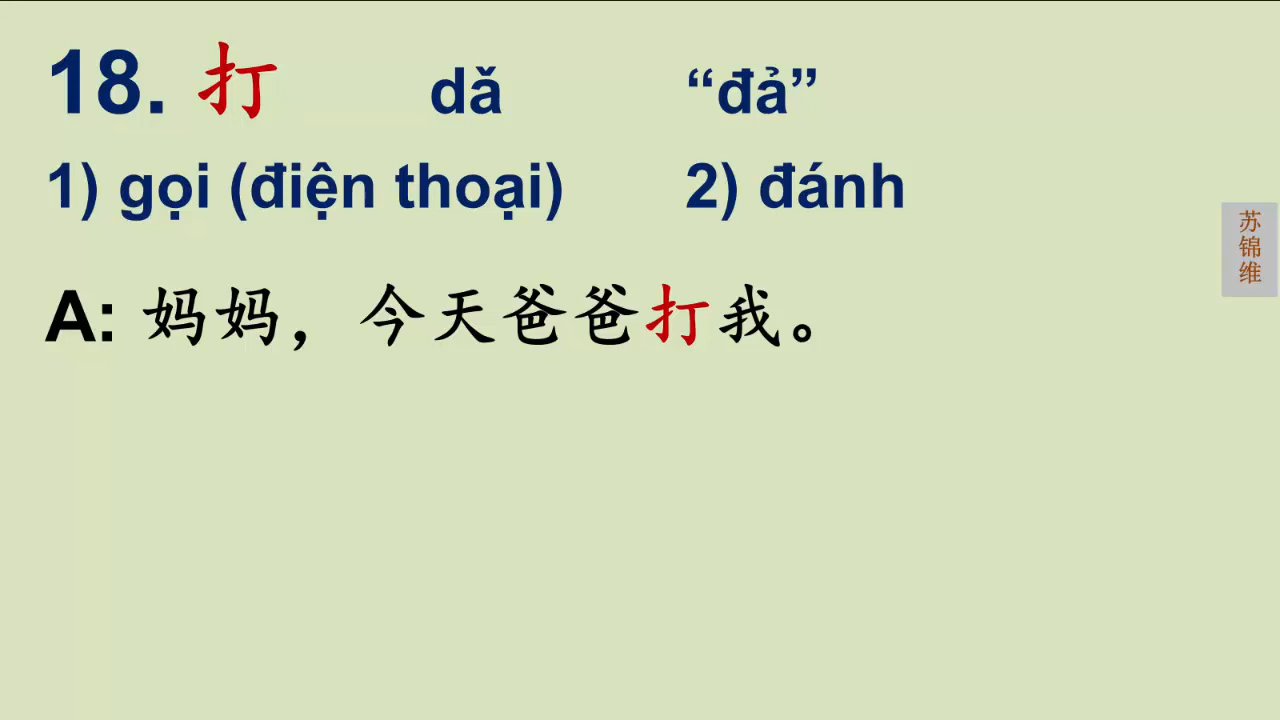 18. 打 dǎ “đả”
1) gọi (điện thoại) 2) đánh
A: 妈妈，今天爸爸打我。
苏锦维